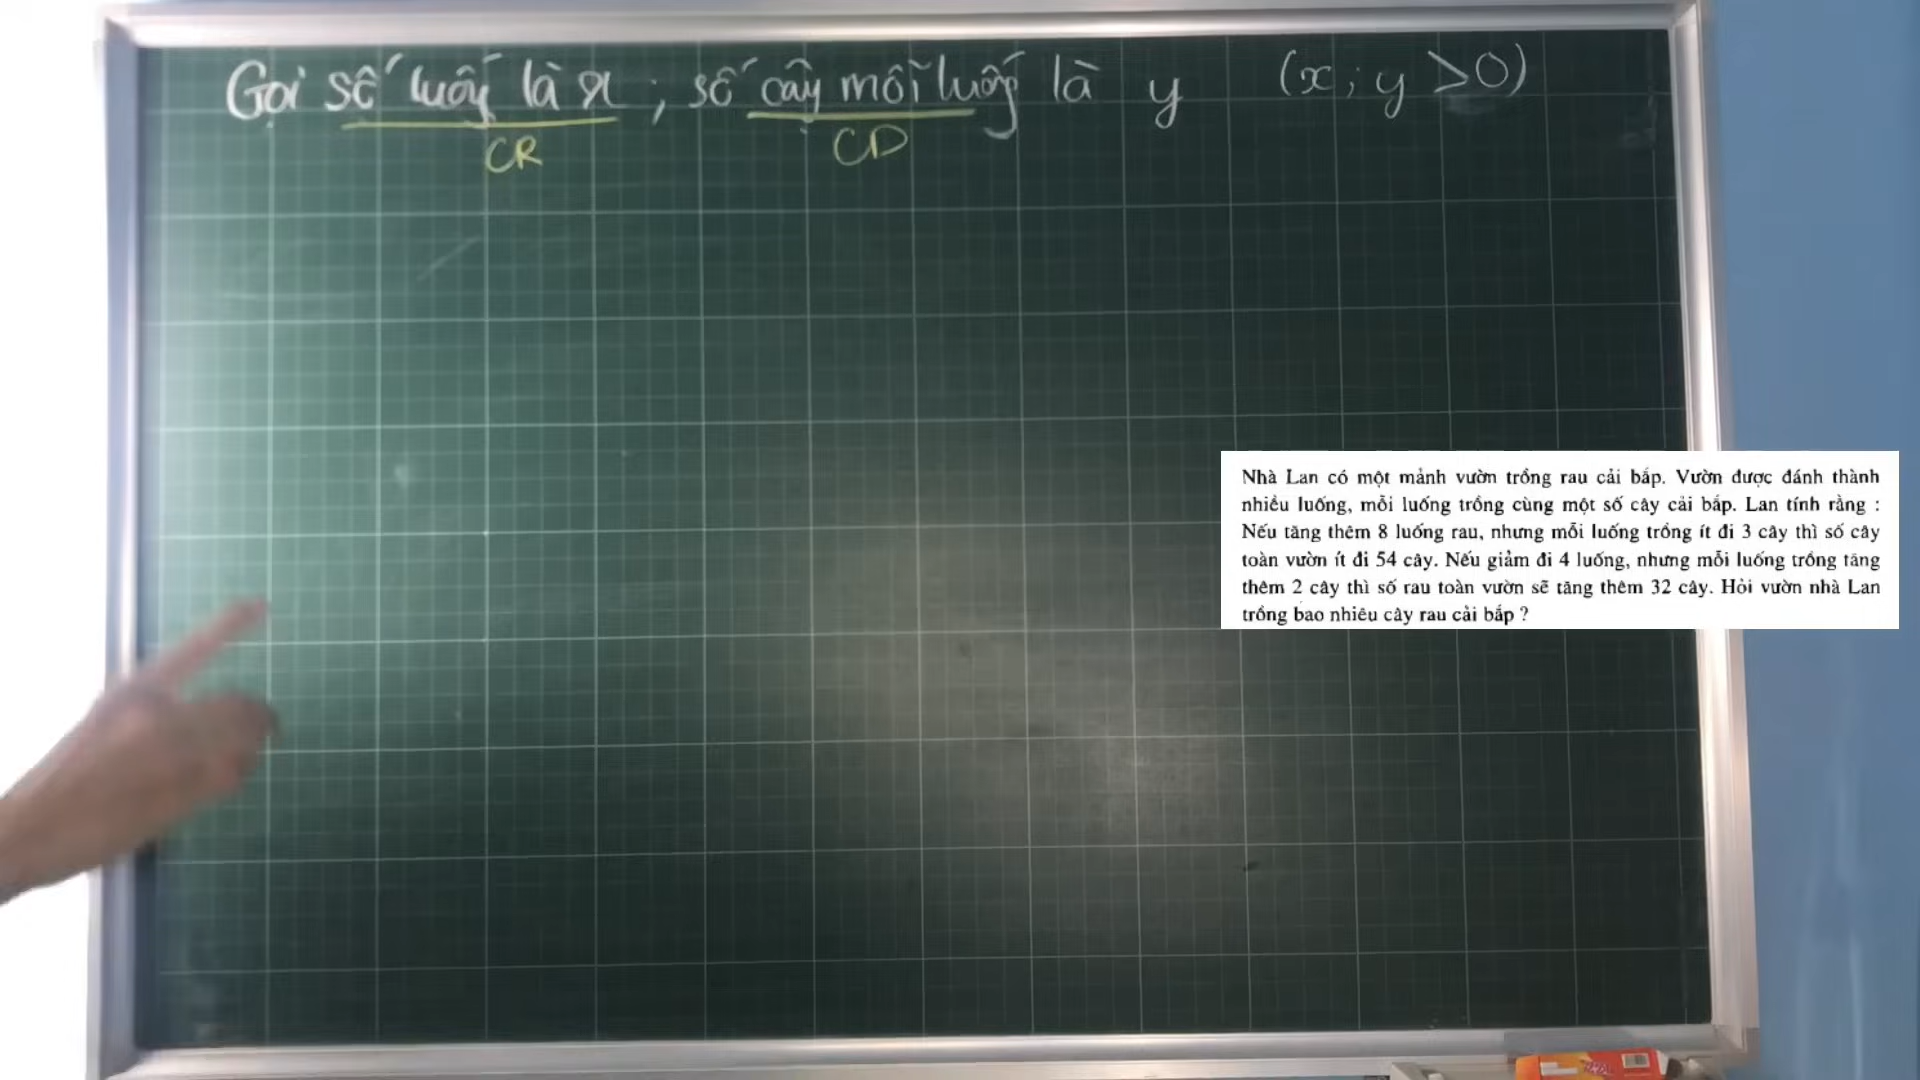 Gọi số luống là x ; số cây mỗi luống là y (x; y > 0)
CR CD
Nhà Lan có một mảnh vườn trồng rau cải bắp. Vườn được đánh thành
nhiều luống, mỗi luống trồng cùng một số cây cải bắp. Lan tính rằng :
Nếu tăng thêm 8 luống rau, nhưng mỗi luống trồng ít đi 3 cây thì số cây
toàn vườn ít đi 54 cây. Nếu giảm đi 4 luống, nhưng mỗi luống trồng tăng
thêm 2 cây thì số rau toàn vườn sẽ tăng thêm 32 cây. Hỏi vườn nhà Lan
trồng bao nhiêu cây rau cải bắp ?